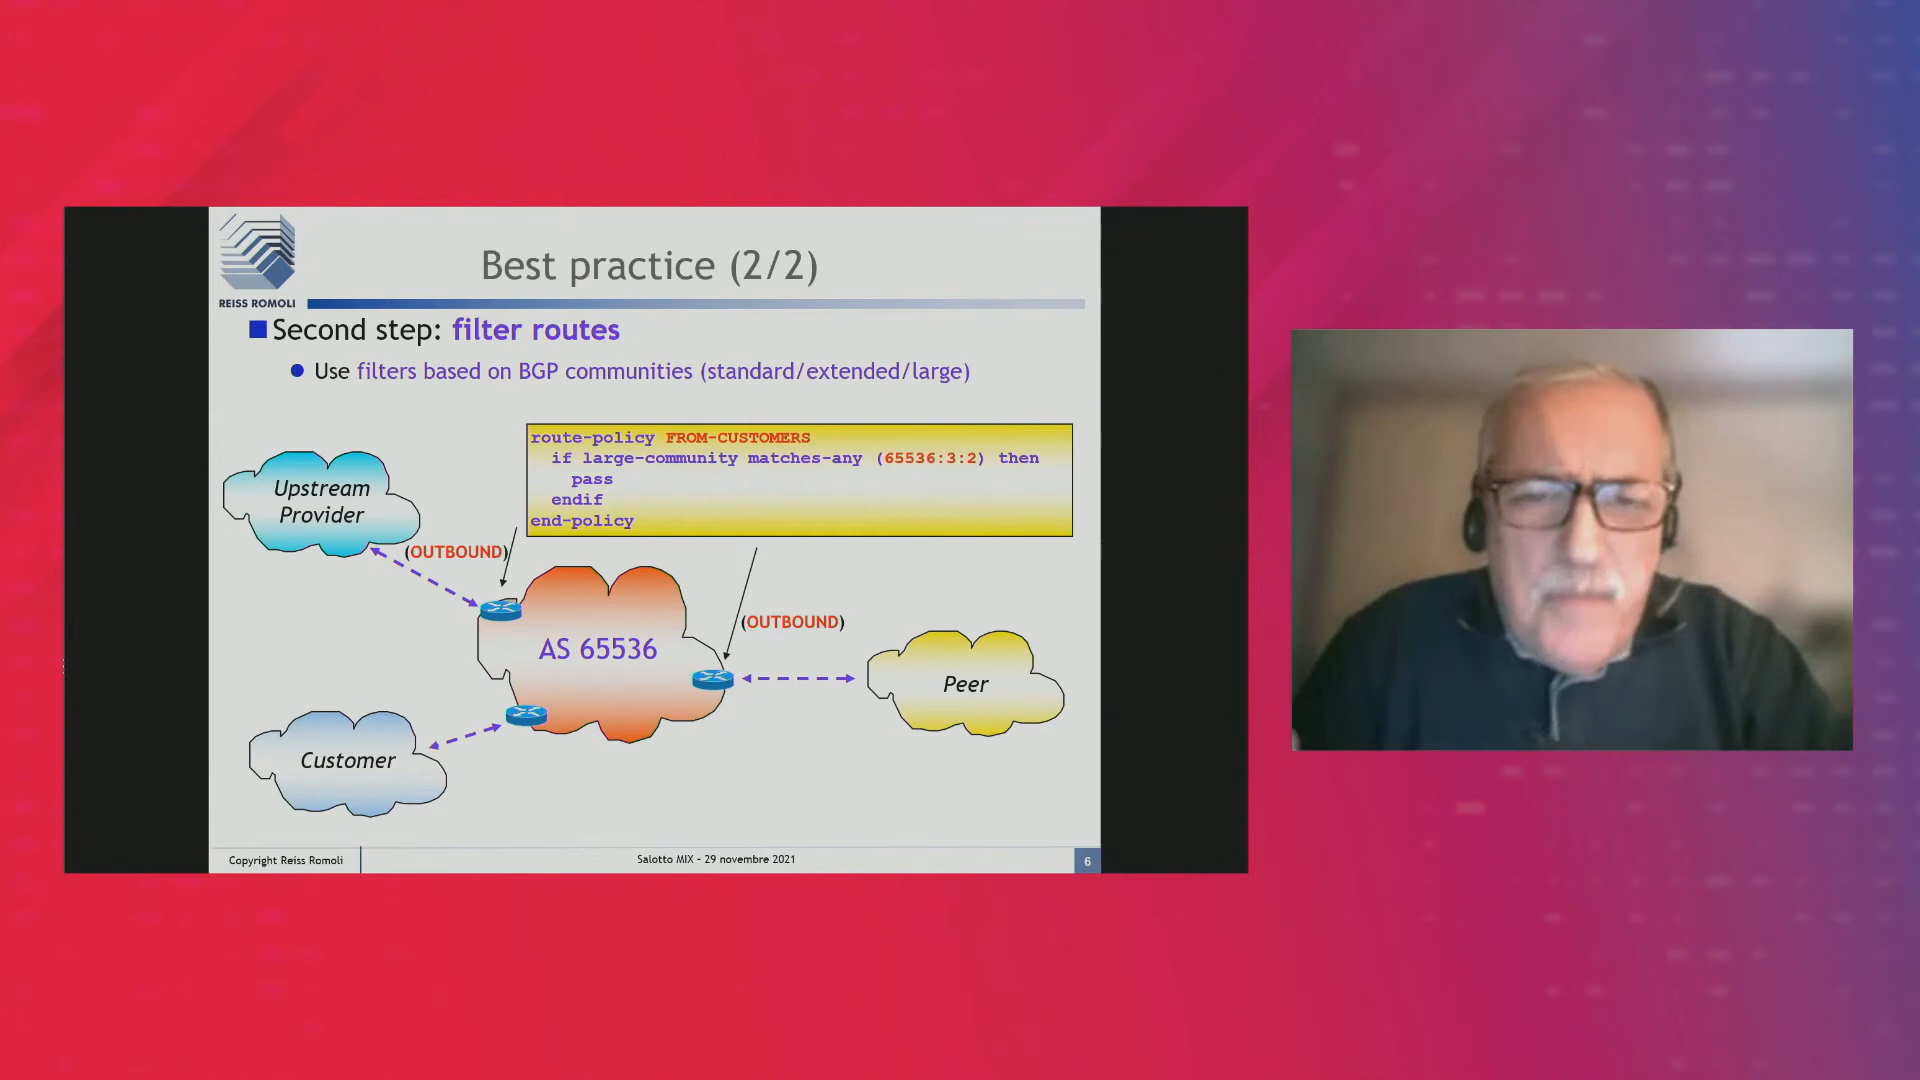 REISS ROMOLI
Best practice (2/2)
Second step: filter routes
Use filters based on BGP communities (standard/extended/large)
route-policy FROM-CUSTOMERS
if large-community matches-any (65536:3:2) then
pass
endif
end-policy
Upstream
Provider
(OUTBOUND)
(OUTBOUND)
AS 65536
Peer
Customer
Copyright Reiss Romoli
Salotto MIX - 29 novembre 2021
6